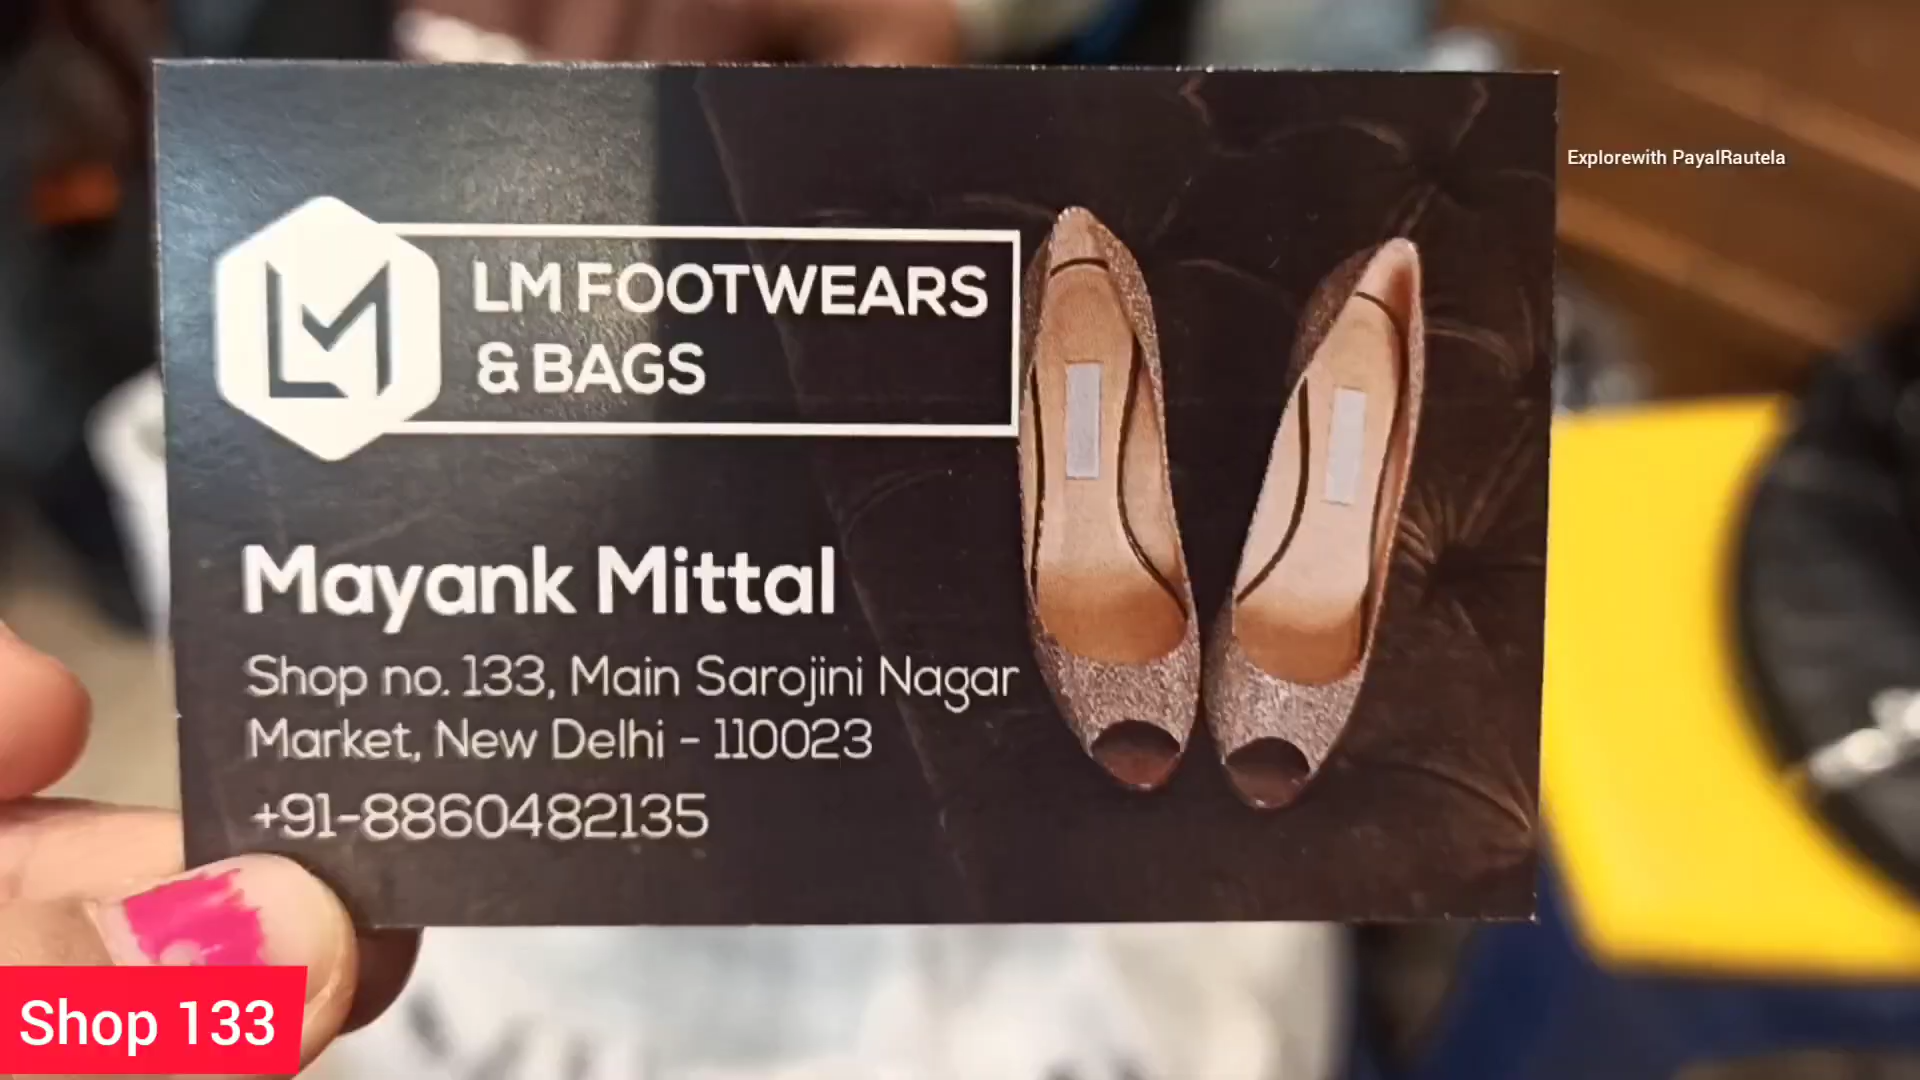 Explorewith PayalRautela
LM
LM FOOTWEARS
& BAGS
Mayank Mittal
Shop no. 133, Main Sarojini Nagar
Market, New Delhi - 110023
+91-8860482135
Shop 133